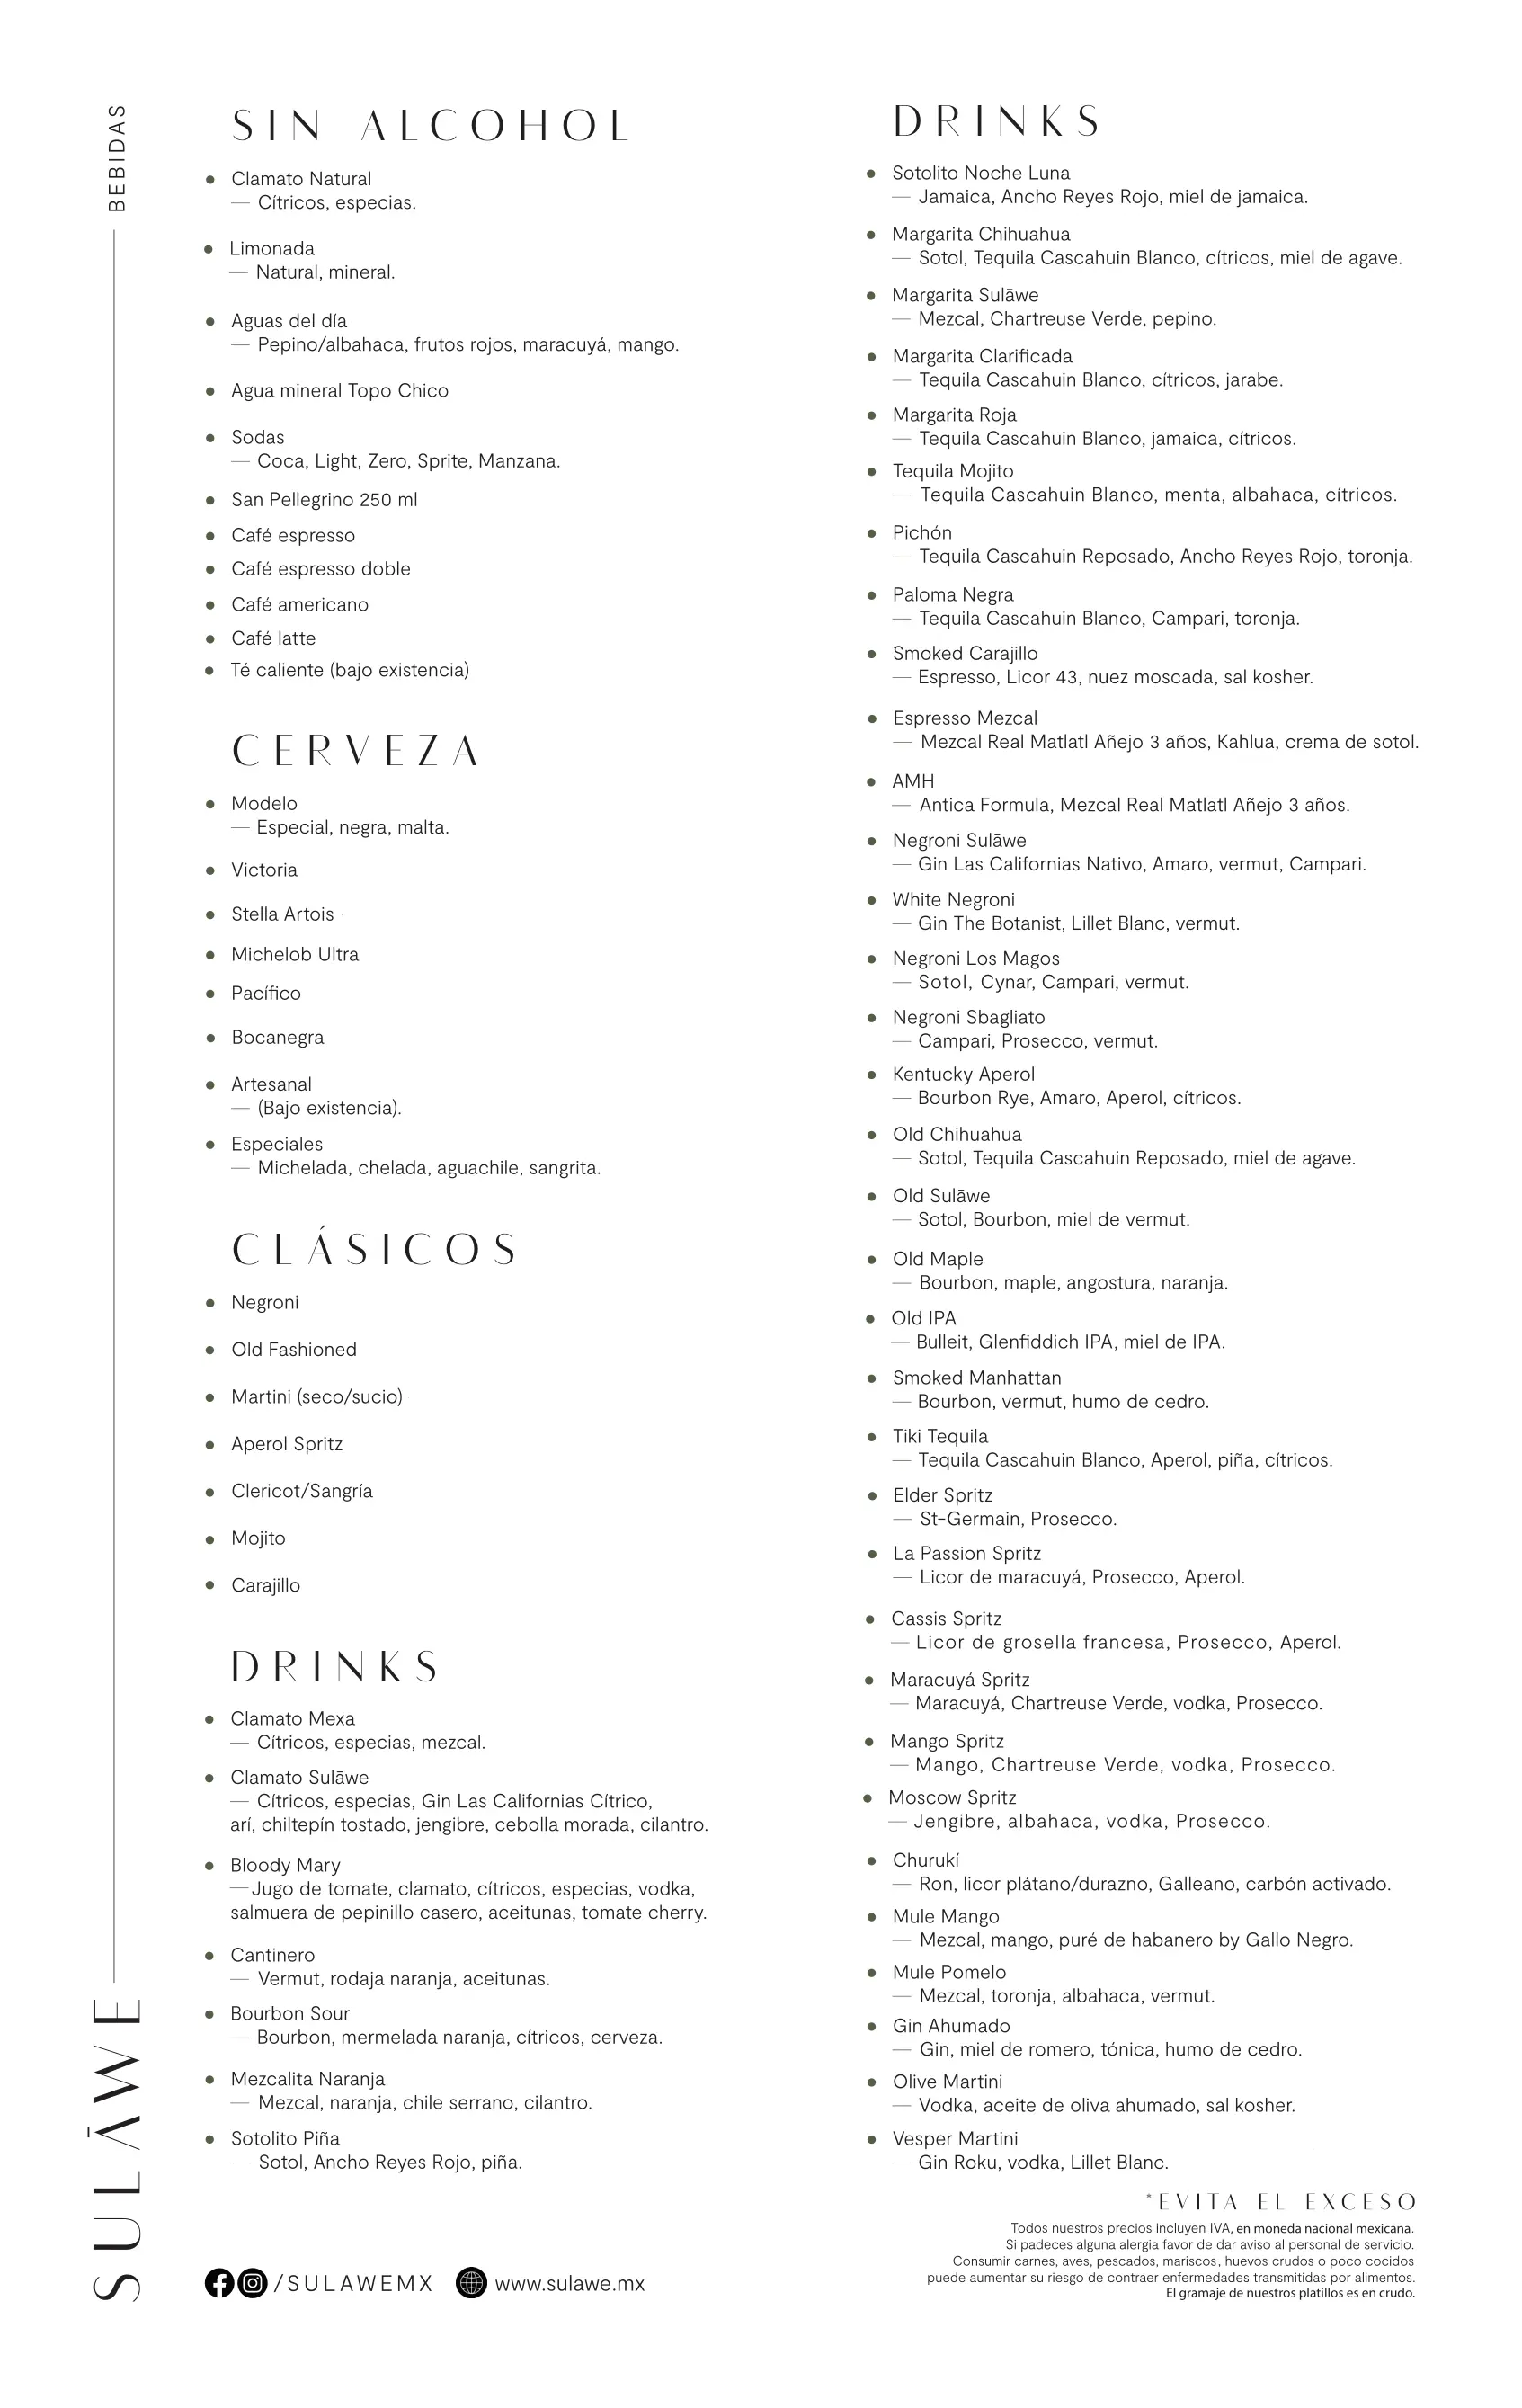 BEBIDAS
SULĀWE
SIN ALCOHOL
• Clamato Natural
— Cítricos, especias.
• Limonada
— Natural, mineral.
• Aguas del día
— Pepino/albahaca, frutos rojos, maracuyá, mango.
• Agua mineral Topo Chico
• Sodas
— Coca, Light, Zero, Sprite, Manzana.
• San Pellegrino 250 ml
• Café espresso
• Café espresso doble
• Café americano
• Café latte
• Té caliente (bajo existencia)
CERVEZA
• Modelo
— Especial, negra, malta.
• Victoria
• Stella Artois
• Michelob Ultra
• Pacífico
• Bocanegra
• Artesanal
— (Bajo existencia).
• Especiales
— Michelada, chelada, aguachile, sangrita.
CLÁSICOS
• Negroni
• Old Fashioned
• Martini (seco/sucio)
• Aperol Spritz
• Clericot/Sangría
• Mojito
• Carajillo
DRINKS
• Clamato Mexa
— Cítricos, especias, mezcal.
• Clamato Sulāwe
— Cítricos, especias, Gin Las Californias Cítrico,
arí, chiltepín tostado, jengibre, cebolla morada, cilantro.
• Bloody Mary
— Jugo de tomate, clamato, cítricos, especias, vodka,
salmuera de pepinillo casero, aceitunas, tomate cherry.
• Cantinero
— Vermut, rodaja naranja, aceitunas.
• Bourbon Sour
— Bourbon, mermelada naranja, cítricos, cerveza.
• Mezcalita Naranja
— Mezcal, naranja, chile serrano, cilantro.
• Sotolito Piña
— Sotol, Ancho Reyes Rojo, piña.
/SULAWEMX www.sulawe.mx
DRINKS
• Sotolito Noche Luna
— Jamaica, Ancho Reyes Rojo, miel de jamaica.
• Margarita Chihuahua
— Sotol, Tequila Cascahuin Blanco, cítricos, miel de agave.
• Margarita Sulāwe
— Mezcal, Chartreuse Verde, pepino.
• Margarita Clarificada
— Tequila Cascahuin Blanco, cítricos, jarabe.
• Margarita Roja
— Tequila Cascahuin Blanco, jamaica, cítricos.
• Tequila Mojito
— Tequila Cascahuin Blanco, menta, albahaca, cítricos.
• Pichón
— Tequila Cascahuin Reposado, Ancho Reyes Rojo, toronja.
• Paloma Negra
— Tequila Cascahuin Blanco, Campari, toronja.
• Smoked Carajillo
— Espresso, Licor 43, nuez moscada, sal kosher.
• Espresso Mezcal
— Mezcal Real Matlatl Añejo 3 años, Kahlua, crema de sotol.
• AMH
— Antica Formula, Mezcal Real Matlatl Añejo 3 años.
• Negroni Sulāwe
— Gin Las Californias Nativo, Amaro, vermut, Campari.
• White Negroni
— Gin The Botanist, Lillet Blanc, vermut.
• Negroni Los Magos
— Sotol, Cynar, Campari, vermut.
• Negroni Sbagliato
— Campari, Prosecco, vermut.
• Kentucky Aperol
— Bourbon Rye, Amaro, Aperol, cítricos.
• Old Chihuahua
— Sotol, Tequila Cascahuin Reposado, miel de agave.
• Old Sulāwe
— Sotol, Bourbon, miel de vermut.
• Old Maple
— Bourbon, maple, angostura, naranja.
• Old IPA
— Bulleit, Glenfiddich IPA, miel de IPA.
• Smoked Manhattan
— Bourbon, vermut, humo de cedro.
• Tiki Tequila
— Tequila Cascahuin Blanco, Aperol, piña, cítricos.
• Elder Spritz
— St-Germain, Prosecco.
• La Passion Spritz
— Licor de maracuyá, Prosecco, Aperol.
• Cassis Spritz
— Licor de grosella francesa, Prosecco, Aperol.
• Maracuyá Spritz
— Maracuyá, Chartreuse Verde, vodka, Prosecco.
• Mango Spritz
— Mango, Chartreuse Verde, vodka, Prosecco.
• Moscow Spritz
— Jengibre, albahaca, vodka, Prosecco.
• Churukí
— Ron, licor plátano/durazno, Galleano, carbón activado.
• Mule Mango
— Mezcal, mango, puré de habanero by Gallo Negro.
• Mule Pomelo
— Mezcal, toronja, albahaca, vermut.
• Gin Ahumado
— Gin, miel de romero, tónica, humo de cedro.
• Olive Martini
— Vodka, aceite de oliva ahumado, sal kosher.
• Vesper Martini
— Gin Roku, vodka, Lillet Blanc.
*EVITA EL EXCESO
Todos nuestros precios incluyen IVA, en moneda nacional mexicana.
Si padeces alguna alergia favor de dar aviso al personal de servicio.
Consumir carnes, aves, pescados, mariscos, huevos crudos o poco cocidos
puede aumentar su riesgo de contraer enfermedades transmitidas por alimentos.
El gramaje de nuestros platillos es en crudo.